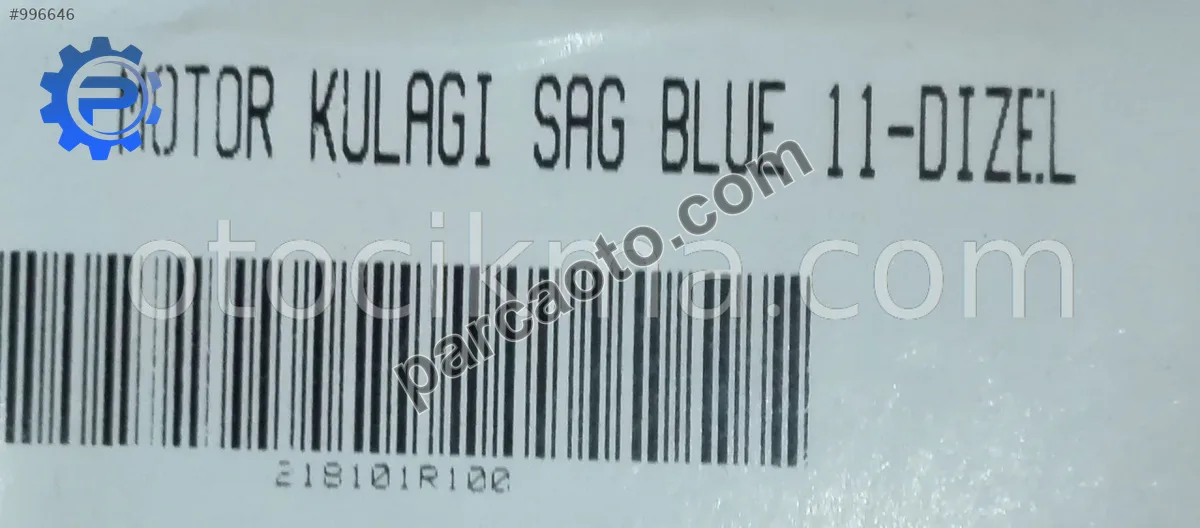 #996646
MOTOR KULAGI SAG BLUE 11-DIZEL
otocikma.com
parcaoto.com
218101R100